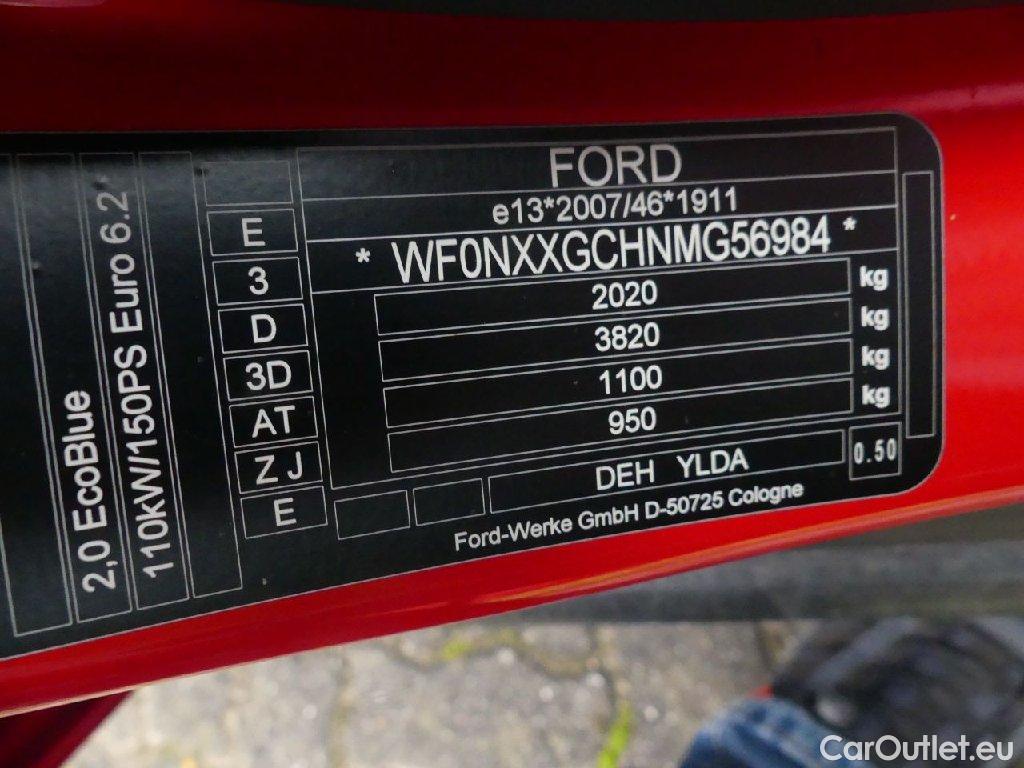 FORD
e13*2007/46*1911
* WF0NXXGCHNMG56984 *
2020 kg
3820 kg
1100 kg
950 kg
DEH YLDA
0.50
Ford-Werke GmbH D-50725 Cologne
E
3
D
3D
AT
Z J
E
2,0 EcoBlue
110kW/150PS Euro 6.2
CarOutlet.eu